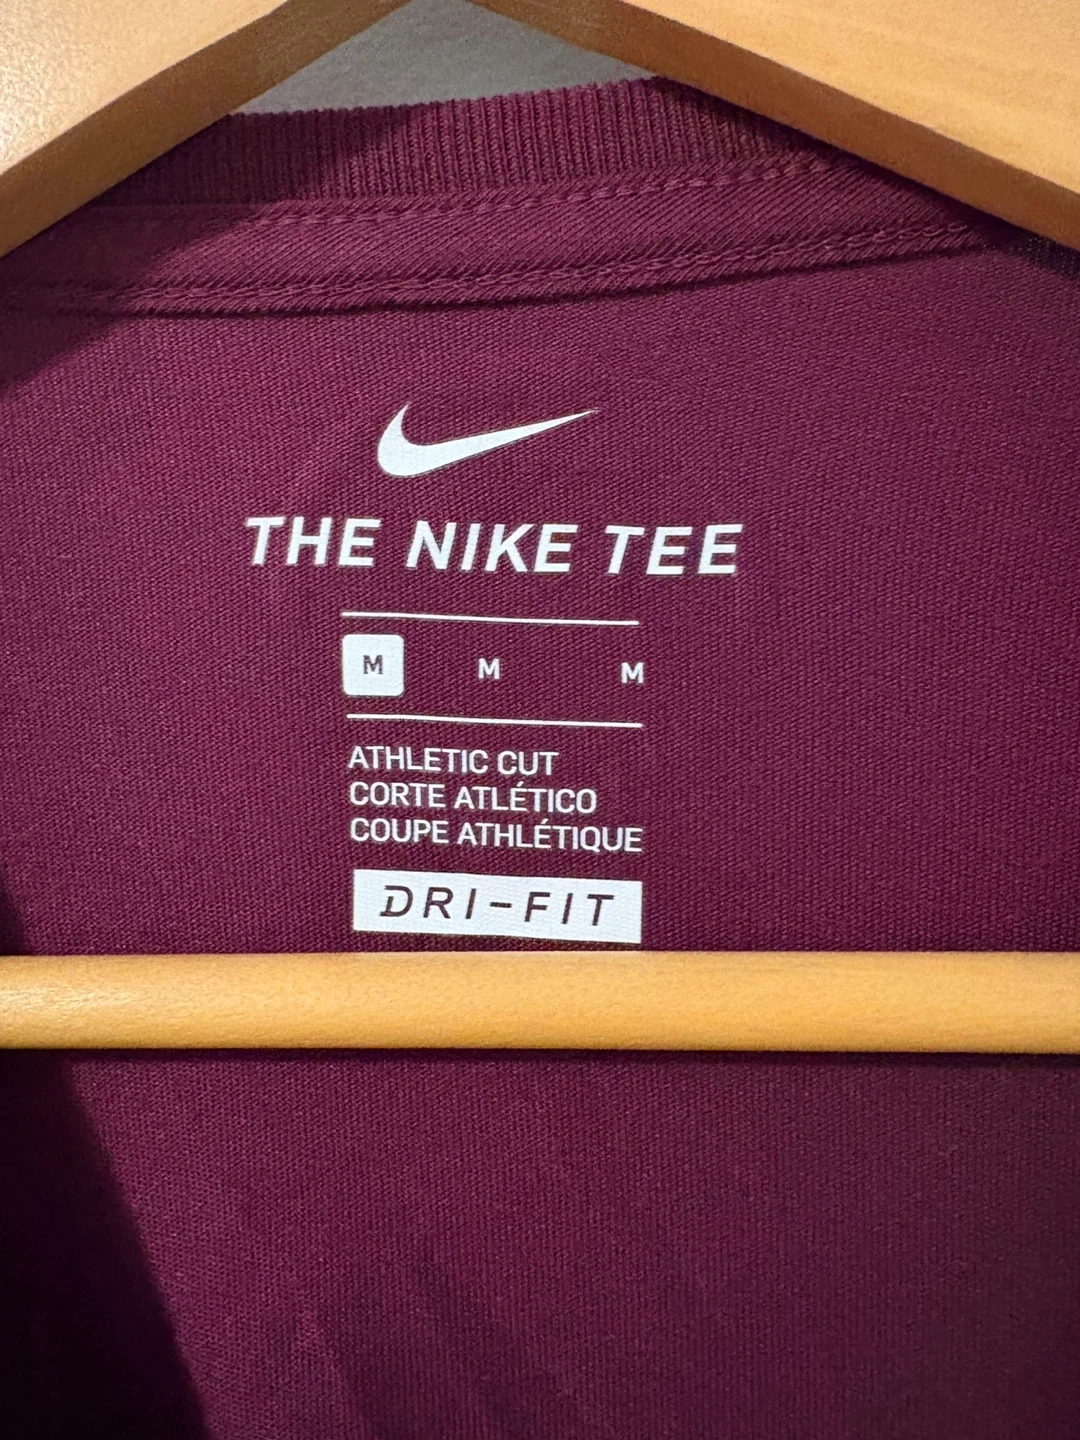 THE NIKE TEE
M M M
ATHLETIC CUT
CORTE ATLÉTICO
COUPE ATHLÉTIQUE
DRI-FIT